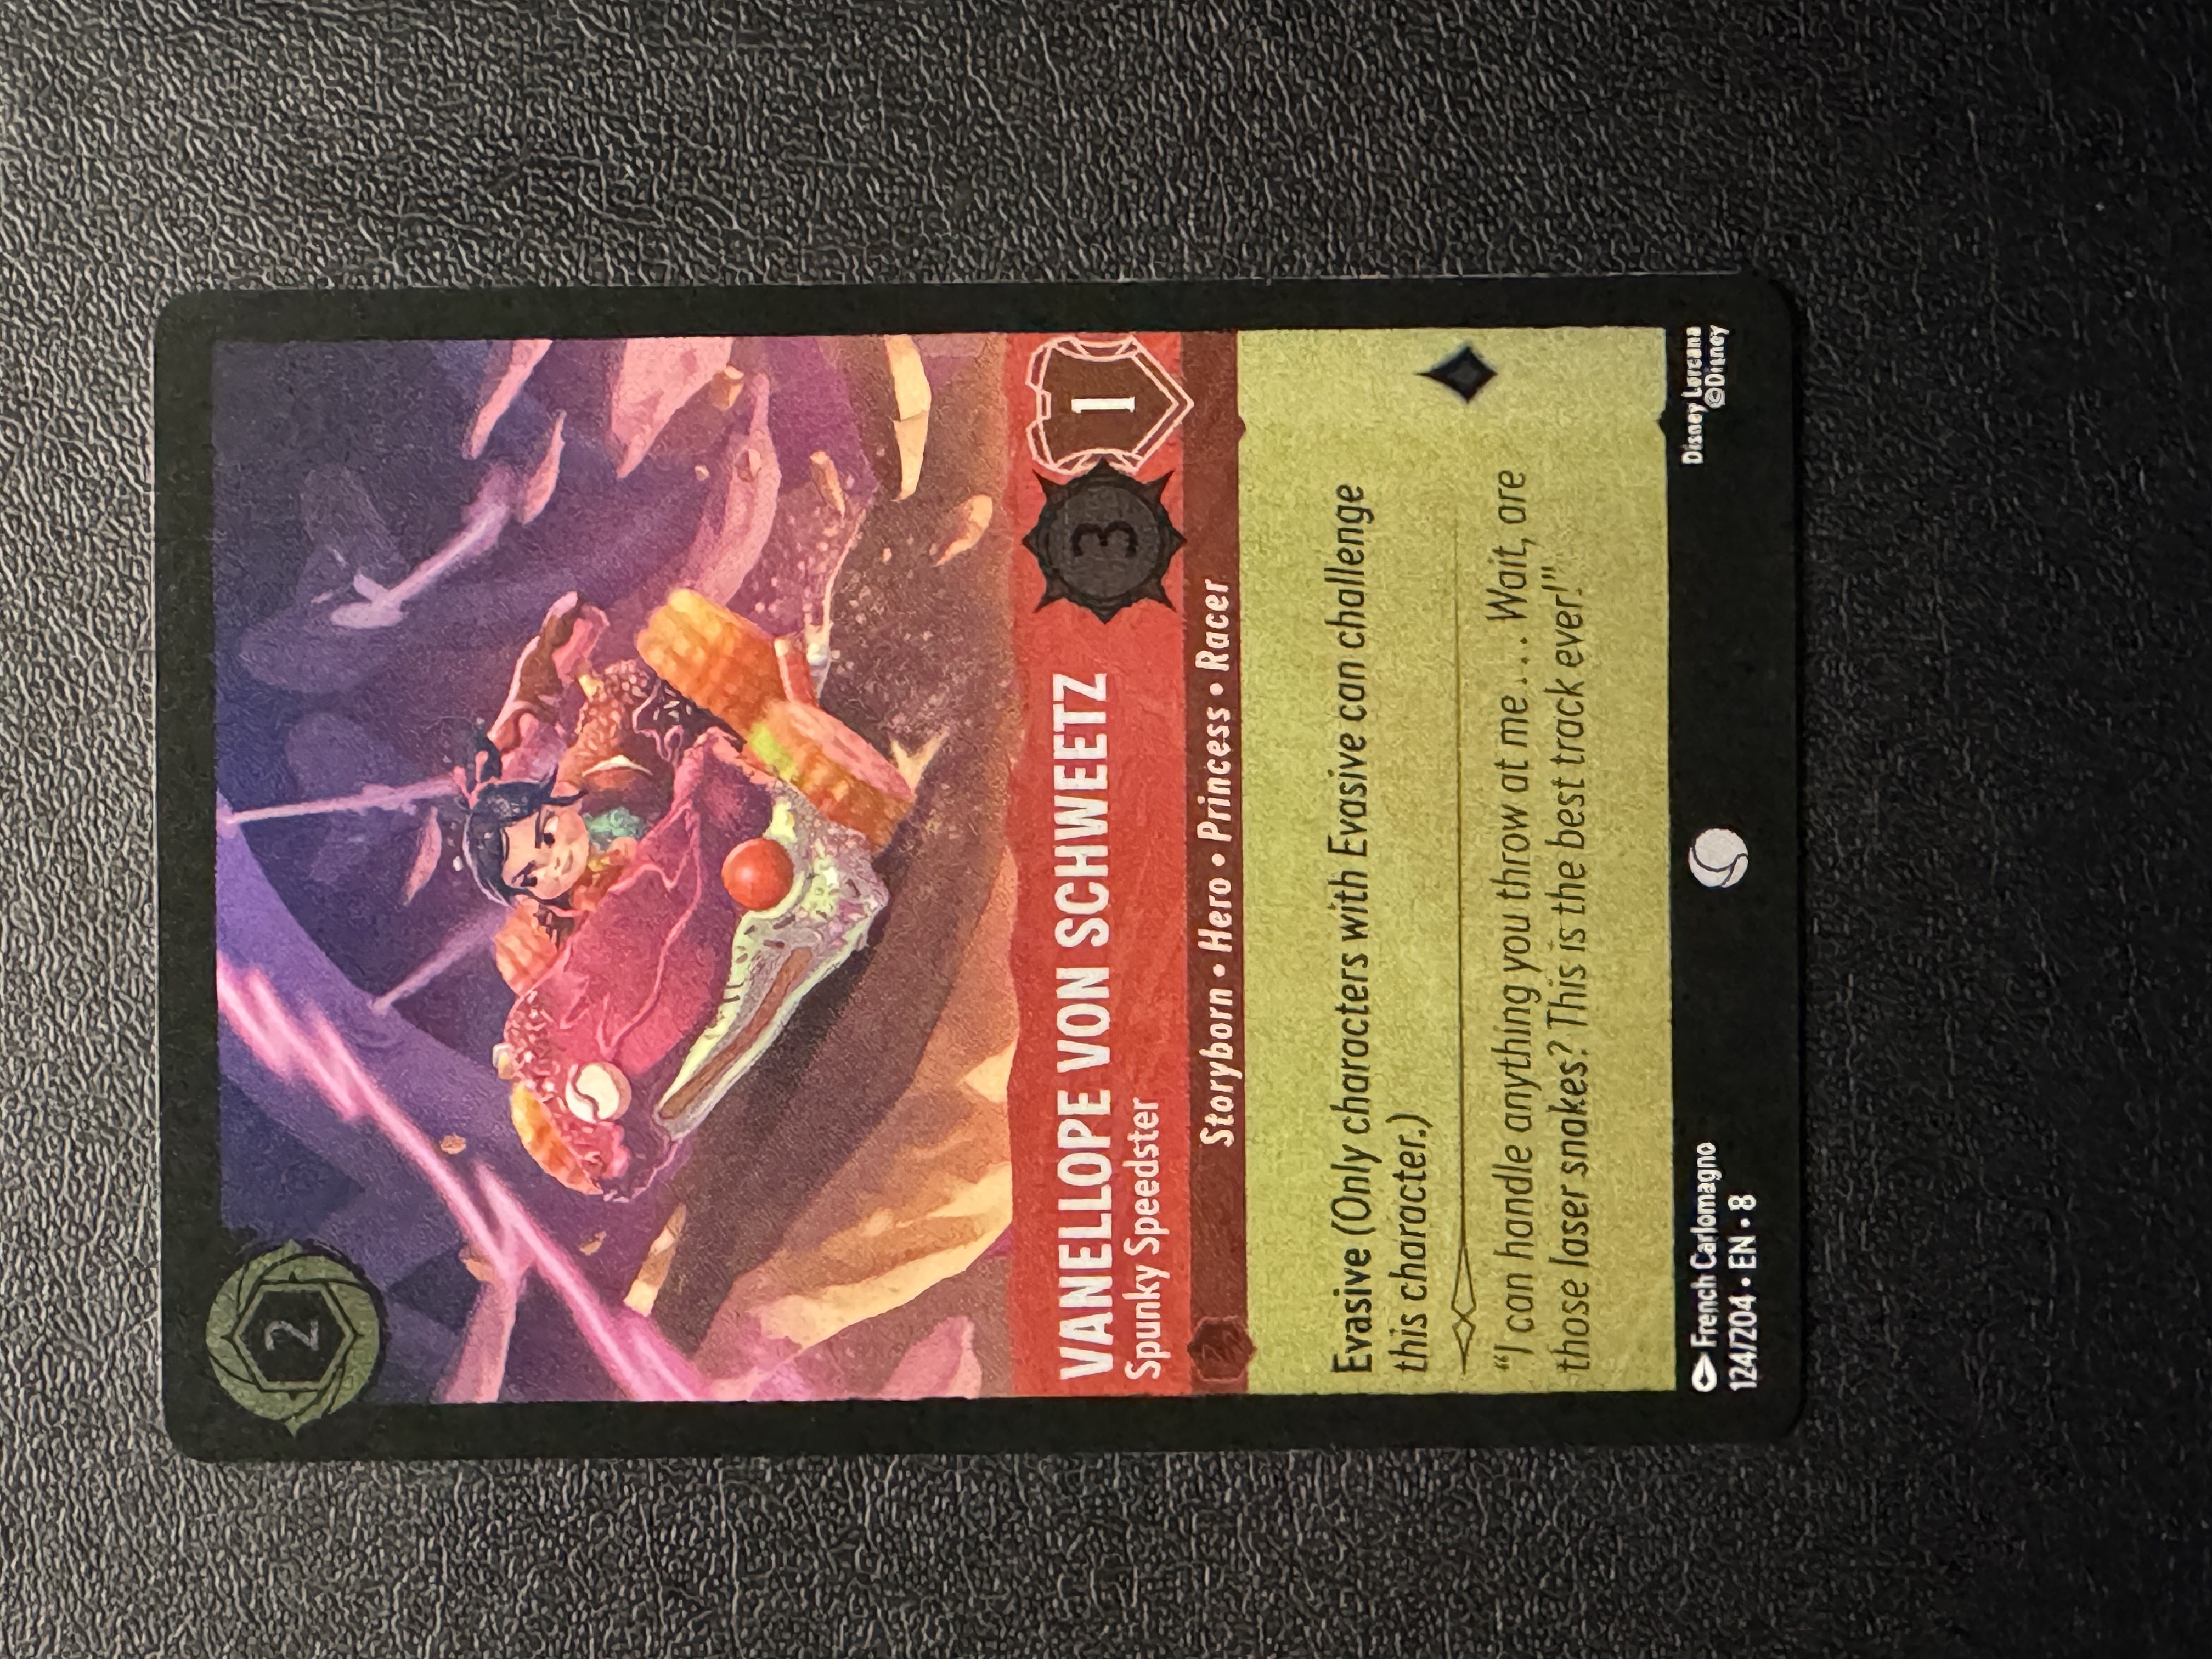 2
VANELLOPE VON SCHWEETZ
Spunky Speedster
3
1
Storyborn • Hero • Princess • Racer
Evasive (Only characters with Evasive can challenge
this character.)
“I can handle anything you throw at me . . . . Wait, are
those laser snakes? This is the best track ever!”
French Carlomagno
124/204 • EN • 8
Disney Lorcana
©Disney